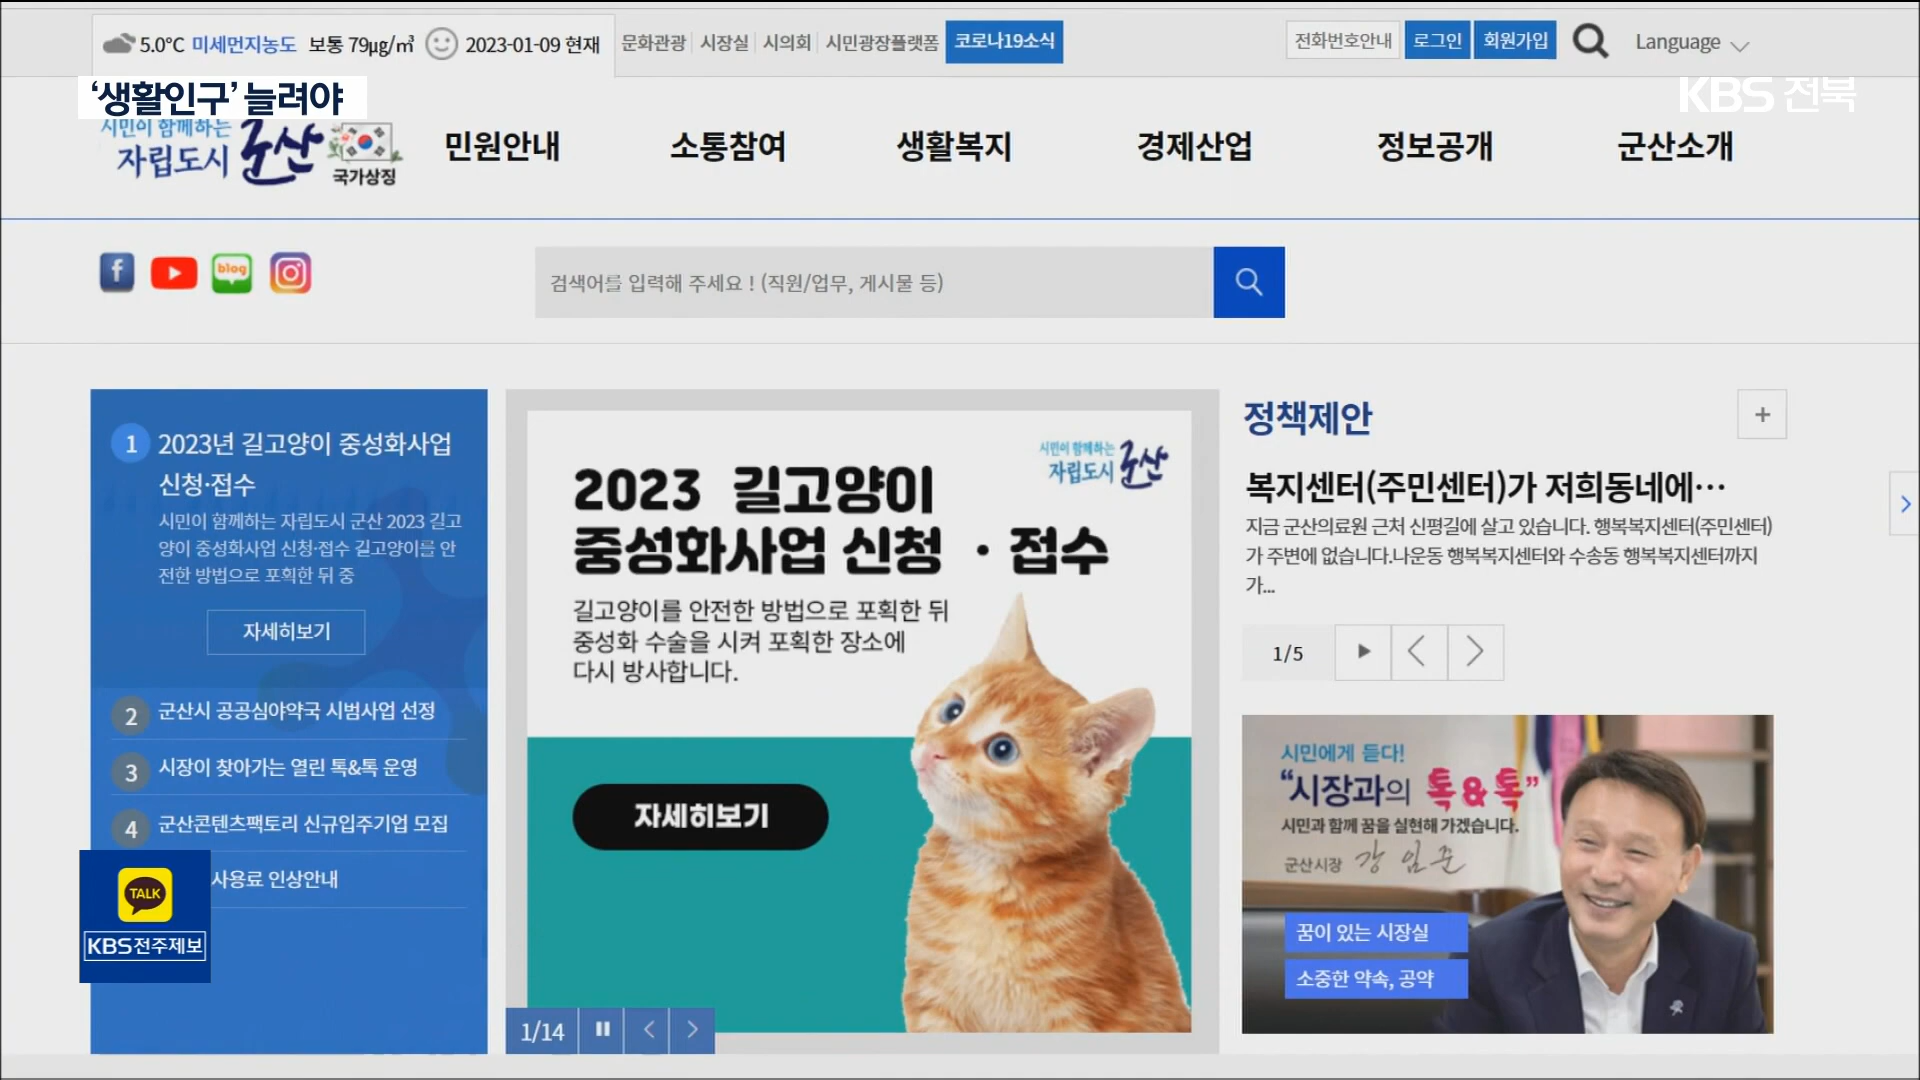 5.0℃ 미세먼지농도 보통 79㎍/㎥ 2023-01-09 현재
문화관광 시장실 시의회 시민광장플랫폼 코로나19소식
전화번호안내 로그인 회원가입 Language
‘생활인구’ 늘려야
KBS 전북
시민이 함께하는
자립도시 군산
국가상징
민원안내 소통참여 생활복지 경제산업 정보공개 군산소개
blog
검색어를 입력해 주세요 ! (직원/업무, 게시물 등)
1 2023년 길고양이 중성화사업
신청·접수
시민이 함께하는 자립도시 군산 2023 길고
양이 중성화사업 신청·접수 길고양이를 안
전한 방법으로 포획한 뒤 중
자세히보기
2 군산시 공공심야약국 시범사업 선정
3 시장이 찾아가는 열린 톡&톡 운영
4 군산콘텐츠팩토리 신규입주기업 모집
사용료 인상안내
TALK
KBS전주제보
시민이 함께하는
자립도시 군산
2023 길고양이
중성화사업 신청 · 접수
길고양이를 안전한 방법으로 포획한 뒤
중성화 수술을 시켜 포획한 장소에
다시 방사합니다.
자세히보기
1/14
정책제안
+
복지센터(주민센터)가 저희동네에···
지금 군산의료원 근처 신평길에 살고 있습니다. 행복복지센터(주민센터)
가 주변에 없습니다.나운동 행복복지센터와 수송동 행복복지센터까지
가...
1/5
시민에게 듣다!
“시장과의 톡&톡”
시민과 함께 꿈을 실현해 가겠습니다.
군산시장 강임준
꿈이 있는 시장실
소중한 약속, 공약